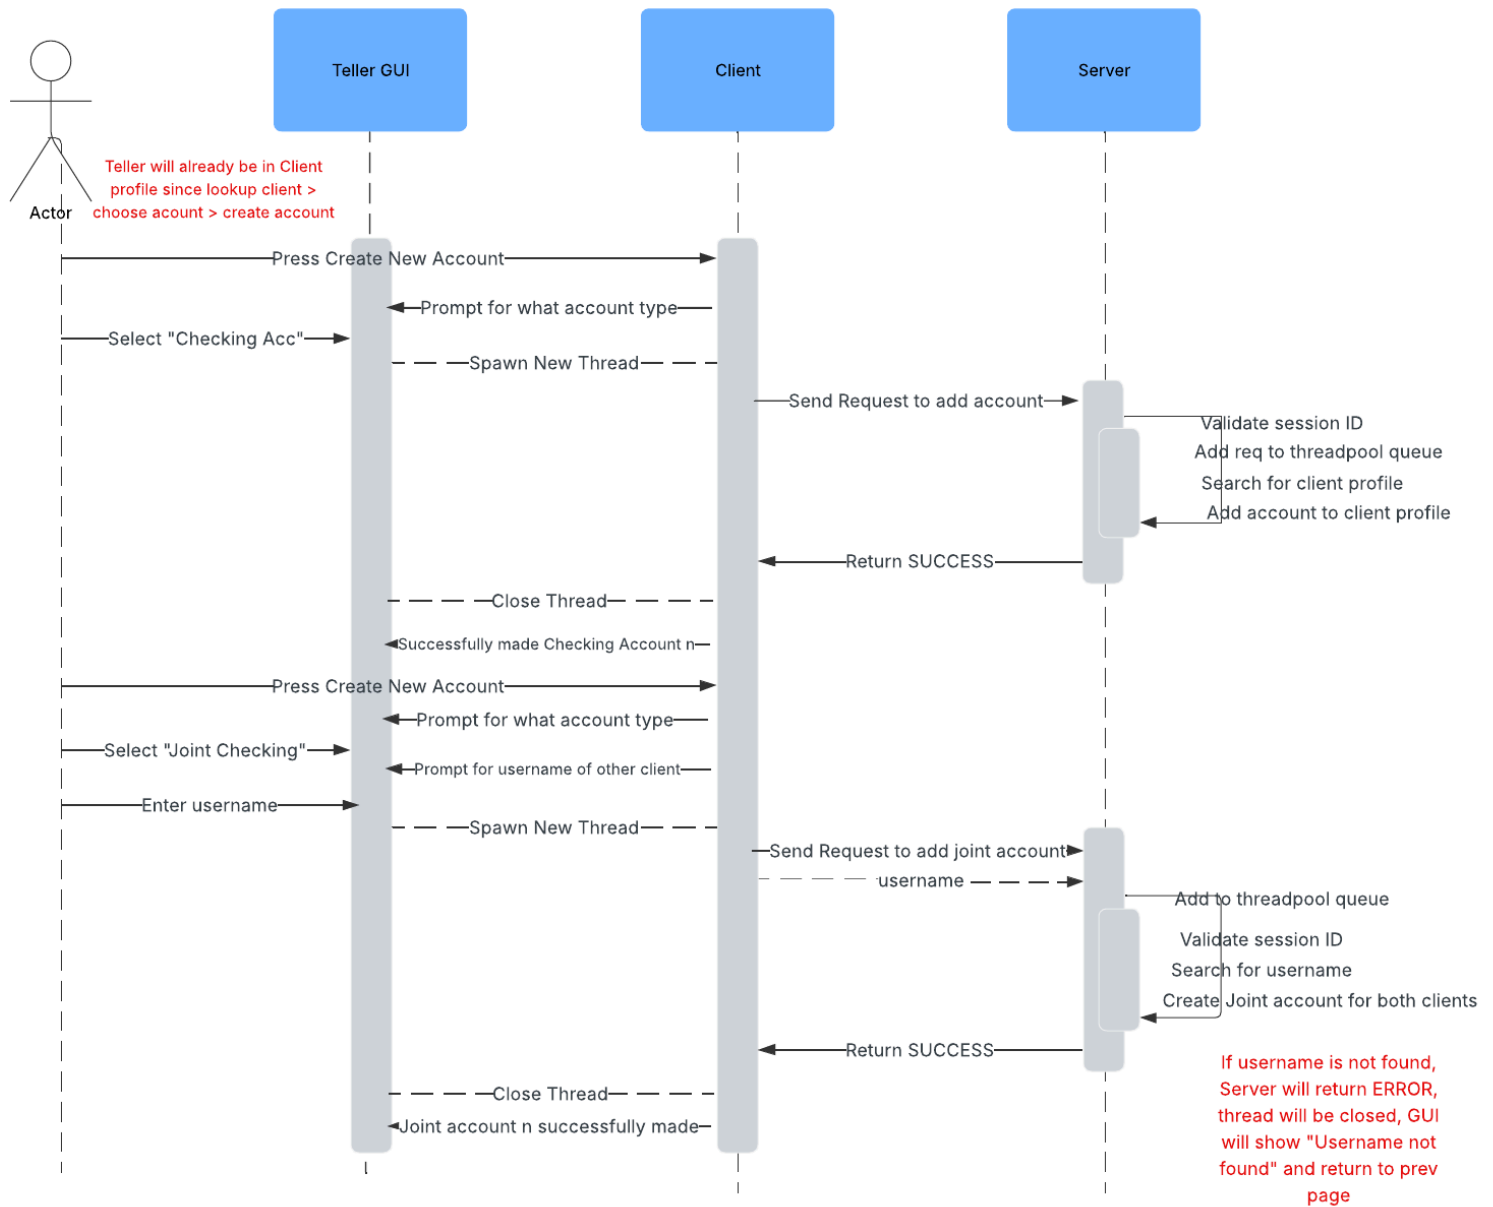 Teller GUI
Client
Server
Actor
Teller will already be in Client
profile since lookup client >
choose acount > create account
Press Create New Account
Prompt for what account type
Select "Checking Acc"
Spawn New Thread
Send Request to add account
Validate session ID
Add req to threadpool queue
Search for client profile
Add account to client profile
Return SUCCESS
Close Thread
Successfully made Checking Account n
Press Create New Account
Prompt for what account type
Select "Joint Checking"
Prompt for username of other client
Enter username
Spawn New Thread
Send Request to add joint account
username
Add to threadpool queue
Validate session ID
Search for username
Create Joint account for both clients
Return SUCCESS
Close Thread
Joint account n successfully made
If username is not found,
Server will return ERROR,
thread will be closed, GUI
will show "Username not
found" and return to prev
page